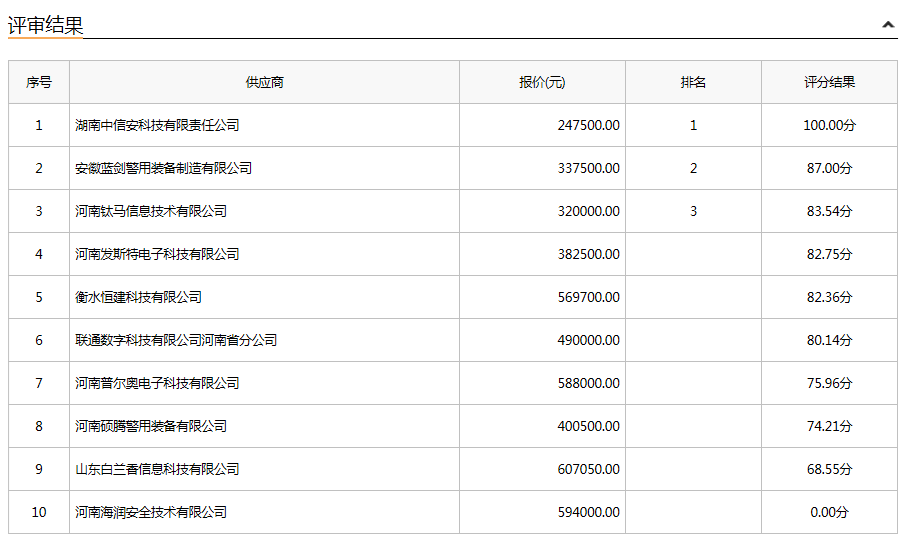 评审结果
序号 供应商 报价(元) 排名 评分结果
1 湖南中信安科技有限责任公司 247500.00 1 100.00分
2 安徽蓝剑警用装备制造有限公司 337500.00 2 87.00分
3 河南钛马信息技术有限公司 320000.00 3 83.54分
4 河南发斯特电子科技有限公司 382500.00 82.75分
5 衡水恒建科技有限公司 569700.00 82.36分
6 联通数字科技有限公司河南省分公司 490000.00 80.14分
7 河南普尔奥电子科技有限公司 588000.00 75.96分
8 河南硕腾警用装备有限公司 400500.00 74.21分
9 山东白兰香信息科技有限公司 607050.00 68.55分
10 河南海润安全技术有限公司 594000.00 0.00分